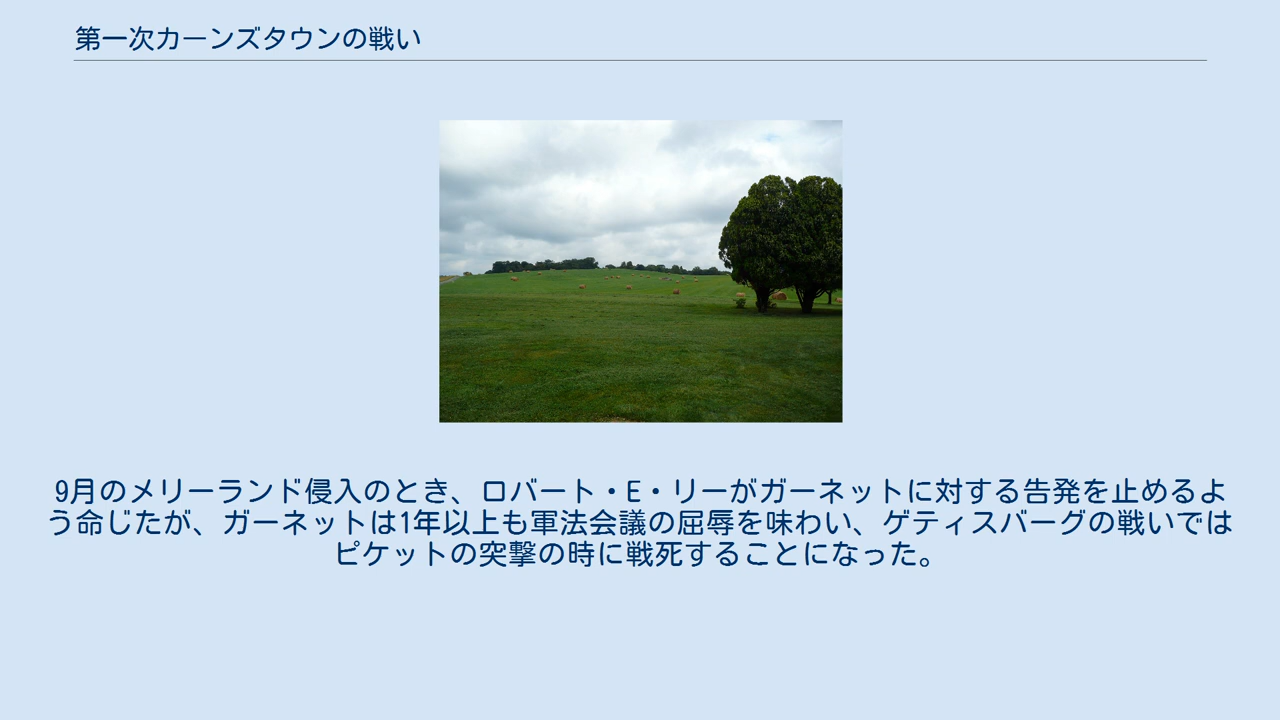 第一次カーンズタウンの戦い
9月のメリーランド侵入のとき、ロバート・E・リーがガーネットに対する告発を止めるよ
う命じたが、ガーネットは1年以上も軍法会議の屈辱を味わい、ゲティスバーグの戦いでは
ピケットの突撃の時に戦死することになった。